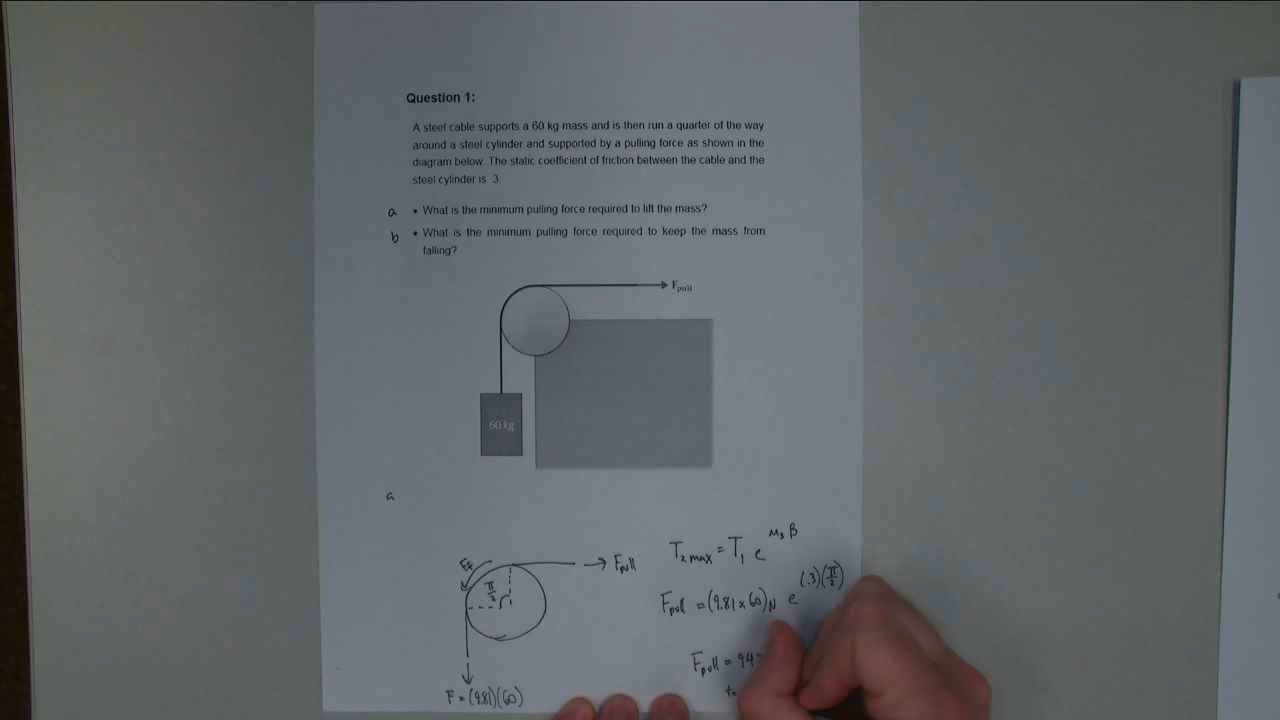 Question 1:
A steel cable supports a 60 kg mass and is then run a quarter of the way
around a steel cylinder and supported by a pulling force as shown in the
diagram below. The static coefficient of friction between the cable and the
steel cylinder is .3
a • What is the minimum pulling force required to lift the mass?
b • What is the minimum pulling force required to keep the mass from
falling?
Fpull
60 kg
a
T2 max = T1 e^μs β
Ff
Fpull
π/2
Fpull = (9.81 x 60) N e^(.3)(π/2)
Fpull = 94
F = (9.81)(60)